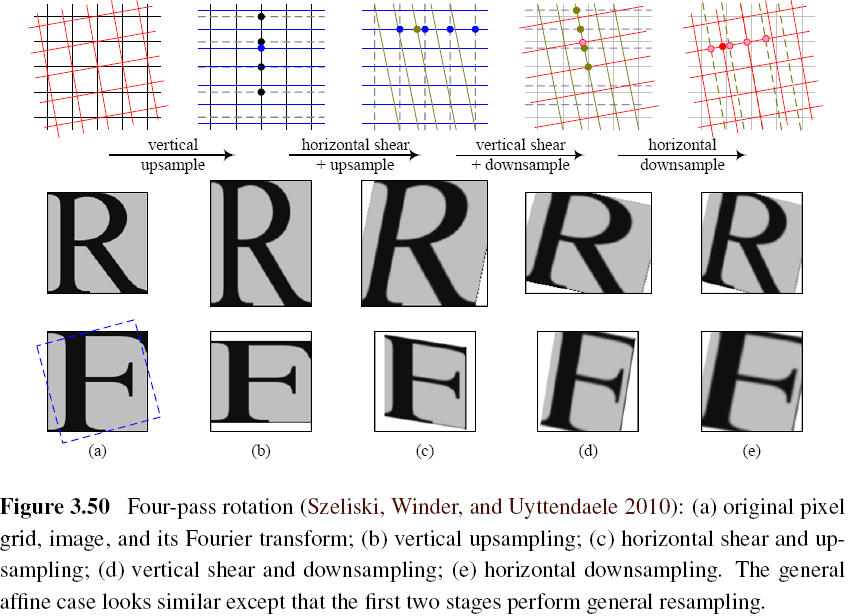 vertical
upsample
horizontal shear
+ upsample
vertical shear
+ downsample
horizontal
downsample
R R R R R
F F F F F
(a) (b) (c) (d) (e)
Figure 3.50 Four-pass rotation (Szeliski, Winder, and Uyttendaele 2010): (a) original pixel
grid, image, and its Fourier transform; (b) vertical upsampling; (c) horizontal shear and up-
sampling; (d) vertical shear and downsampling; (e) horizontal downsampling. The general
affine case looks similar except that the first two stages perform general resampling.